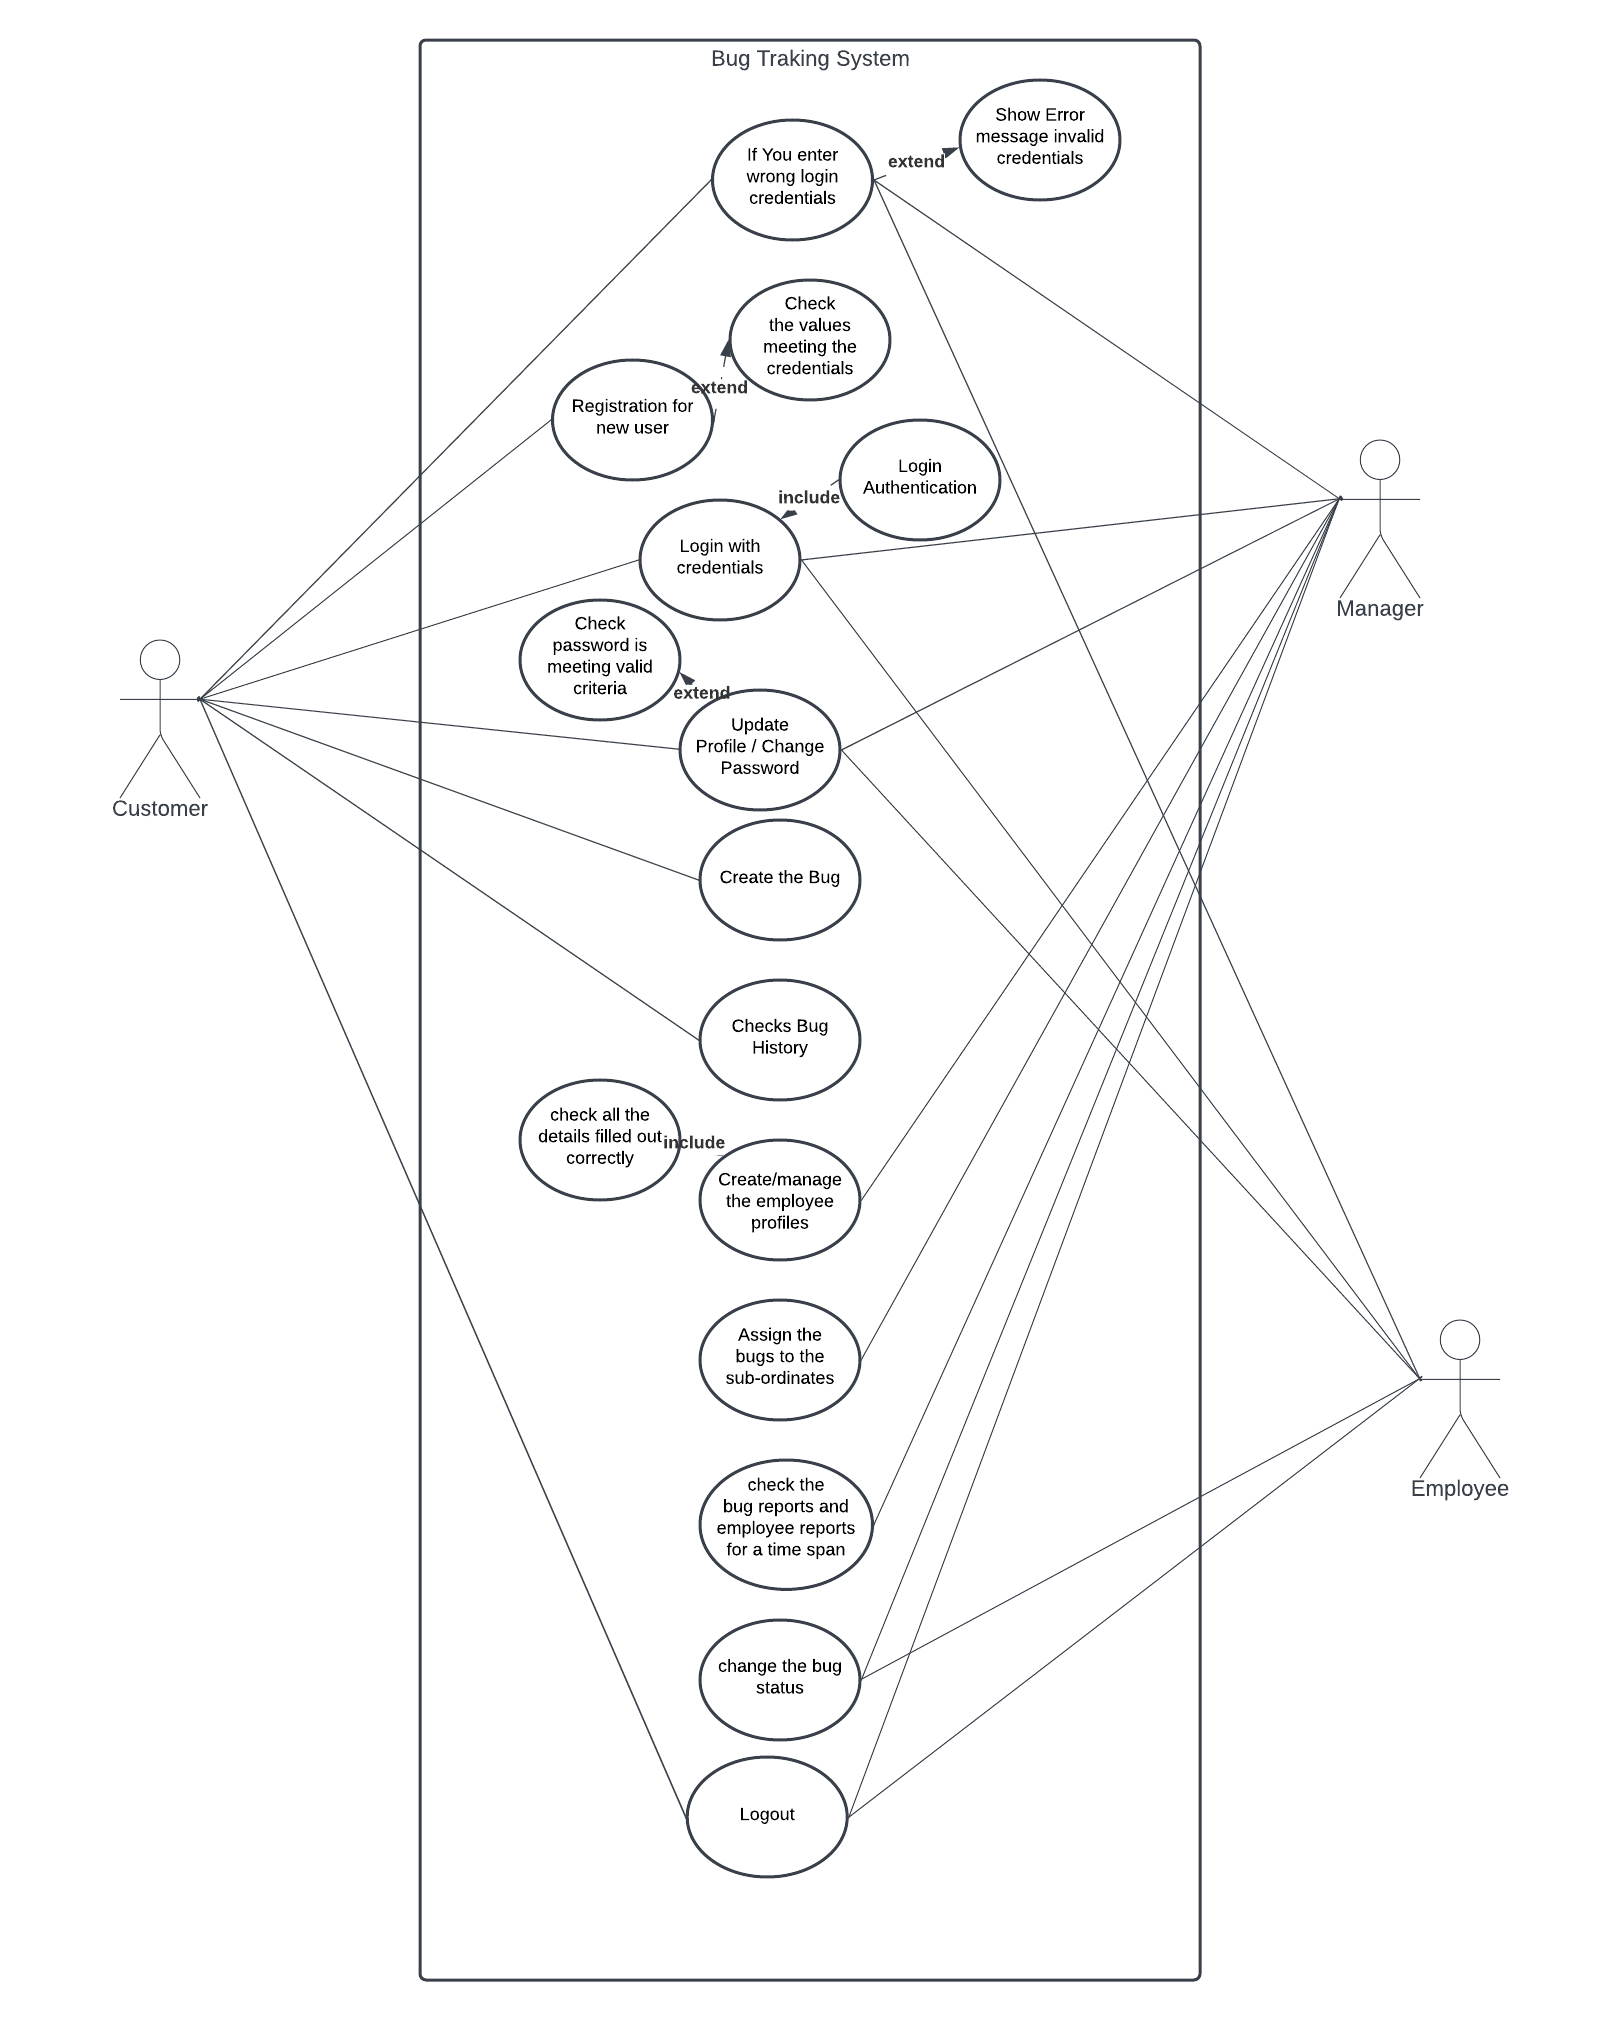 Bug Traking System
Show Error
message invalid
credentials
If You enter
wrong login
credentials
extend
Check
the values
meeting the
credentials
extend
Registration for
new user
Login
Authentication
include
Login with
credentials
Manager
Check
password is
meeting valid
criteria
extend
Update
Profile / Change
Password
Customer
Create the Bug
Checks Bug
History
check all the
details filled out
correctly
include
Create/manage
the employee
profiles
Assign the
bugs to the
sub-ordinates
Employee
check the
bug reports and
employee reports
for a time span
change the bug
status
Logout